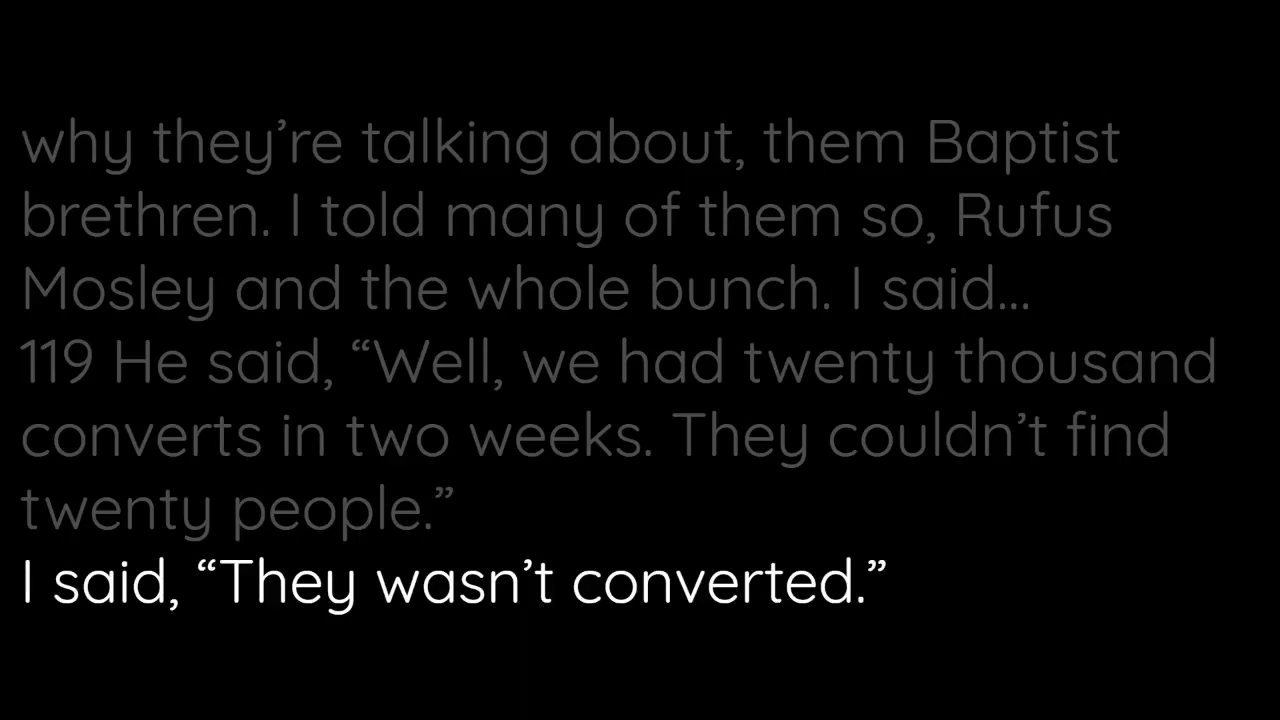 why they’re talking about, them Baptist
brethren. I told many of them so, Rufus
Mosley and the whole bunch. I said...
119 He said, “Well, we had twenty thousand
converts in two weeks. They couldn’t find
twenty people.”
I said, “They wasn’t converted.”